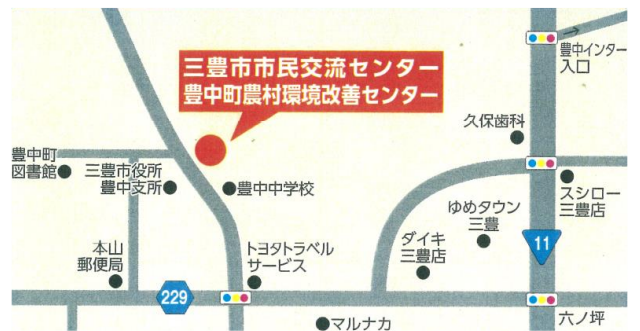 三豊市市民交流センター
豊中町農村環境改善センター
豊中インター
入口
久保歯科
豊中町
図書館
三豊市役所
豊中支所
豊中中学校
スシロー
三豊店
ゆめタウン
三豊
ダイキ
三豊店
11
本山
郵便局
トヨタトラベル
サービス
229
マルナカ
六ノ坪